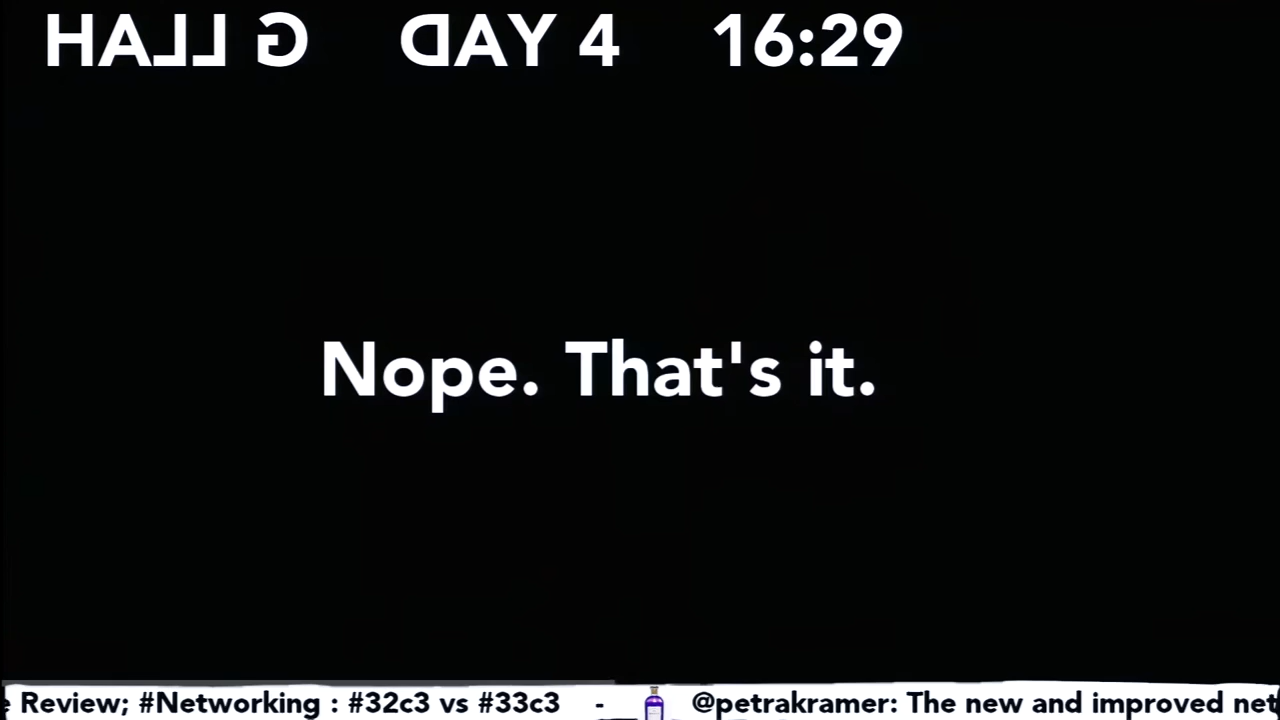 HALL G DAY 4 16:29
Nope. That's it.
Review; #Networking : #32c3 vs #33c3 - @petrakramer: The new and improved net